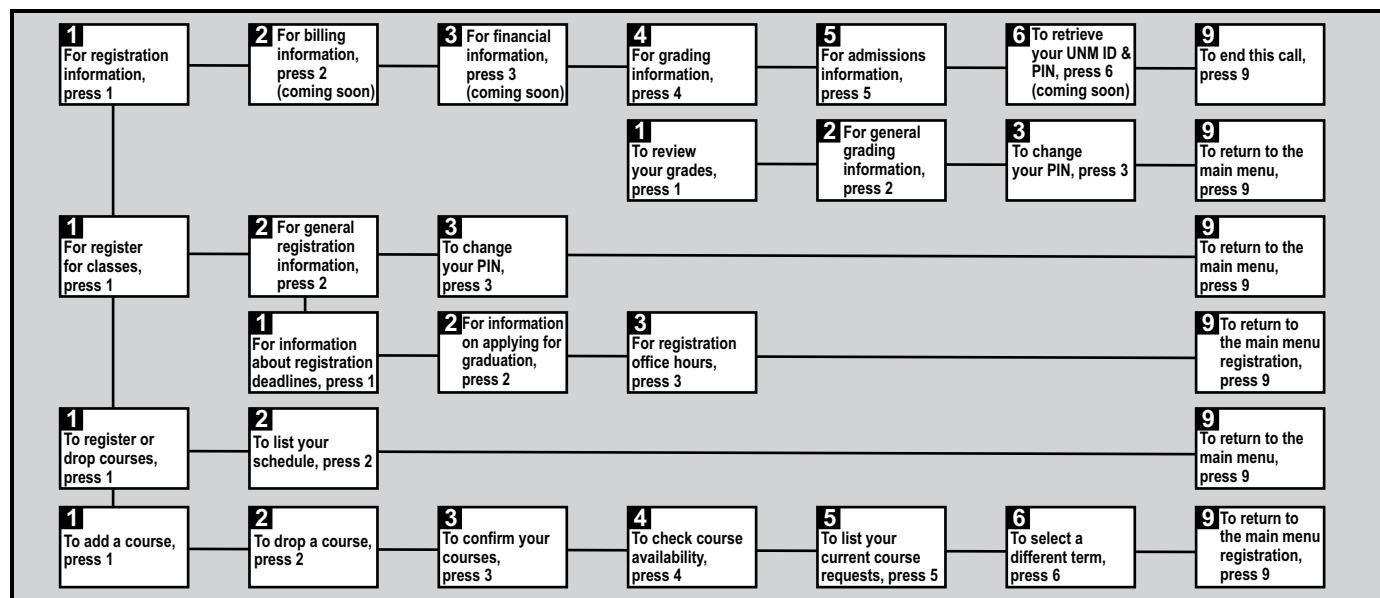 1
For registration
information,
press 1
2 For billing
information,
press 2
(coming soon)
3 For financial
information,
press 3
(coming soon)
4
For grading
information,
press 4
5
For admissions
information,
press 5
6 To retrieve
your UNM ID &
PIN, press 6
(coming soon)
9
To end this call,
press 9
1
To review
your grades,
press 1
2 For general
grading
information,
press 2
3
To change
your PIN, press 3
9
To return to the
main menu,
press 9
1
For register
for classes,
press 1
2 For general
registration
information,
press 2
3
To change
your PIN,
press 3
9
To return to the
main menu,
press 9
1
For information
about registration
deadlines, press 1
2 For information
on applying for
graduation,
press 2
3
For registration
office hours,
press 3
9 To return to
the main menu
registration,
press 9
1
To register or
drop courses,
press 1
2
To list your
schedule, press 2
9
To return to the
main menu,
press 9
1
To add a course,
press 1
2
To drop a course,
press 2
3
To confirm your
courses,
press 3
4
To check course
availability,
press 4
5
To list your
current course
requests, press 5
6
To select a
different term,
press 6
9 To return to
the main menu
registration,
press 9